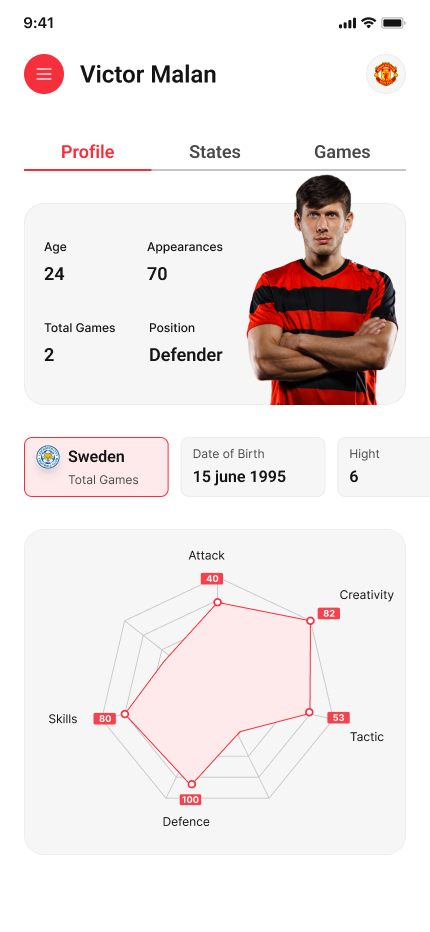 9:41
Victor Malan
Profile States Games
Age Appearances
24 70
Total Games Position
2 Defender
Sweden
Total Games
Date of Birth
15 june 1995
Hight
6
Attack
40
Creativity
82
Skills
80
53
Tactic
100
Defence